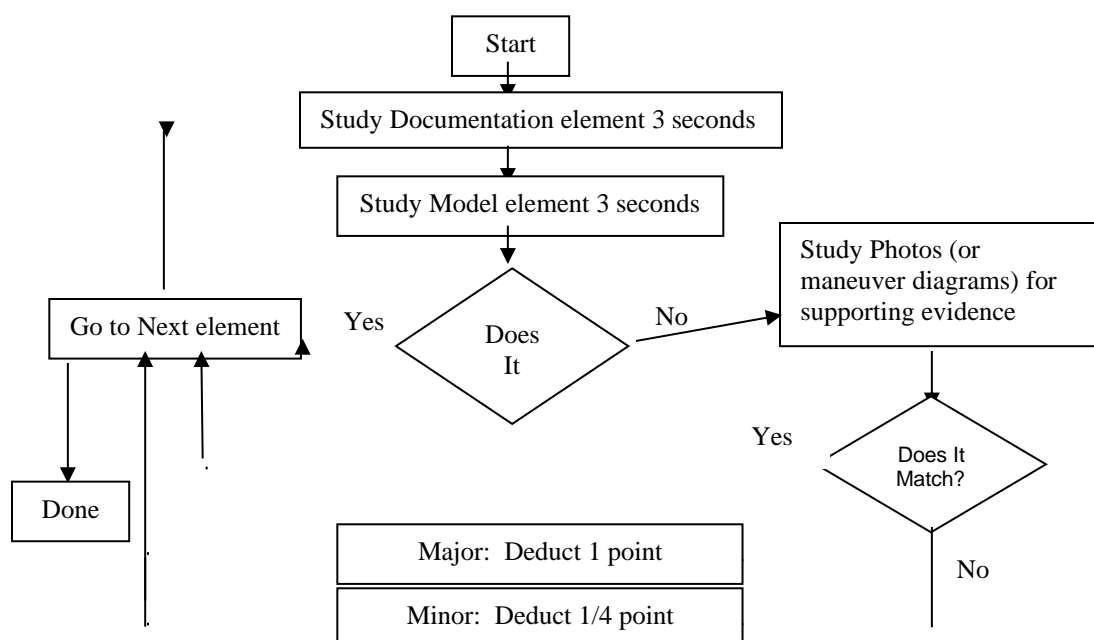 Start
Study Documentation element 3 seconds
Study Model element 3 seconds
Study Photos (or
maneuver diagrams) for
supporting evidence
Go to Next element
Yes
Does
It
No
Yes
Does It
Match?
Done
Major: Deduct 1 point
No
Minor: Deduct 1/4 point